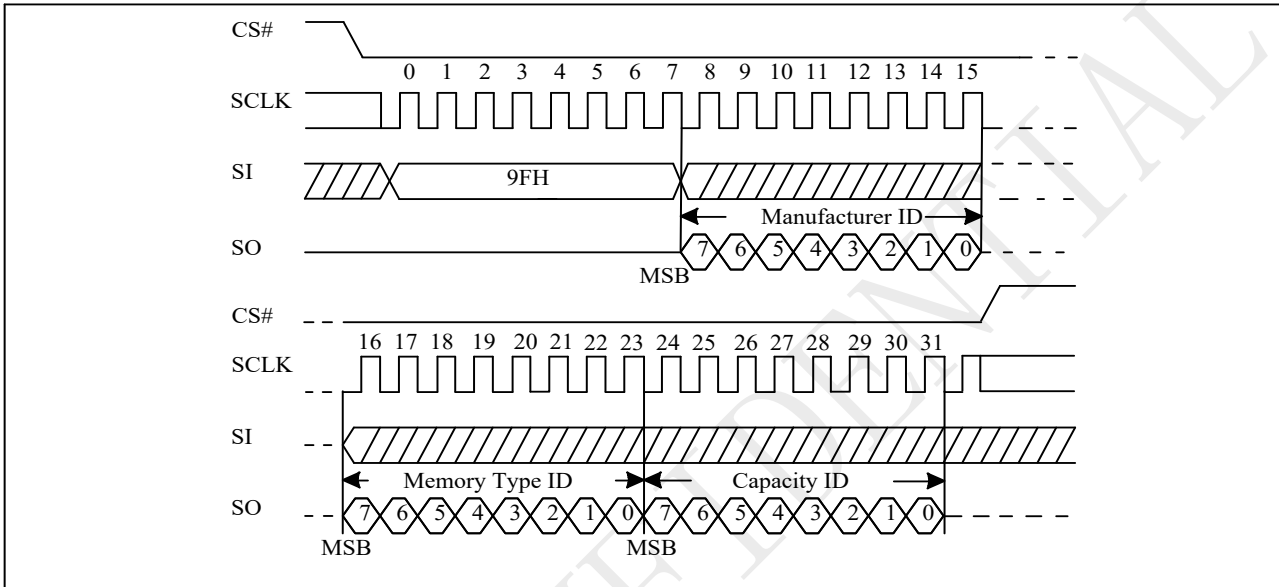 CS#
0 1 2 3 4 5 6 7 8 9 10 11 12 13 14 15
SCLK
SI
9FH
Manufacturer ID
SO
7 6 5 4 3 2 1 0
MSB
CS#
16 17 18 19 20 21 22 23 24 25 26 27 28 29 30 31
SCLK
SI
Memory Type ID Capacity ID
SO
7 6 5 4 3 2 1 0 7 6 5 4 3 2 1 0
MSB MSB
IDENTIAL